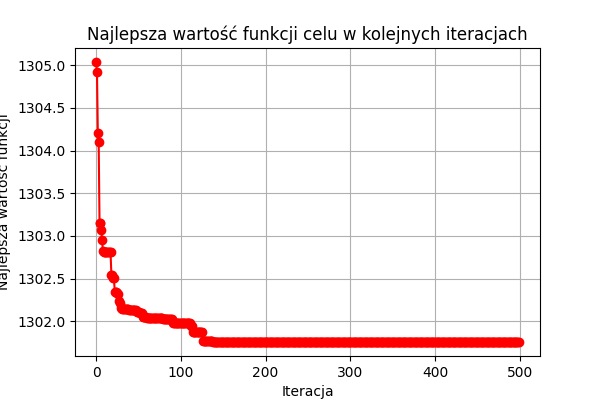 Najlepsza wartość funkcji celu w kolejnych iteracjach
Najlepsza wartość funkcji
1305.0
1304.5
1304.0
1303.5
1303.0
1302.5
1302.0
0 100 200 300 400 500
Iteracja